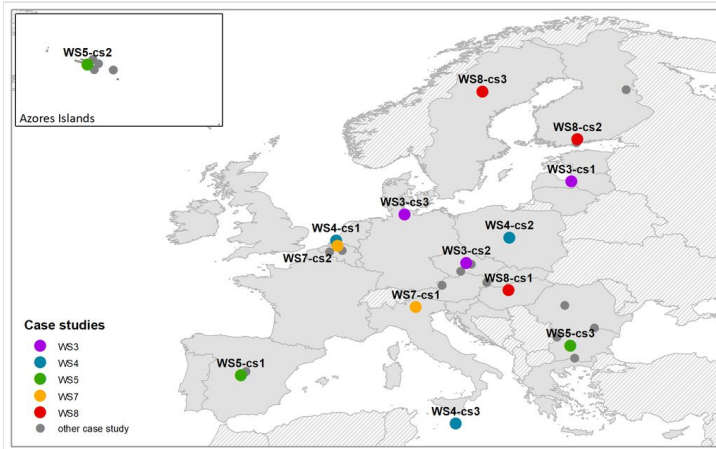 WS5-cs2
Azores Islands
WS8-cs3
WS8-cs2
WS3-cs1
WS3-cs3
WS4-cs1
WS4-cs2
WS7-cs2
WS3-cs2
WS8-cs1
WS7-cs1
WS5-cs3
WS5-cs1
WS4-cs3
Case studies
WS3
WS4
WS5
WS7
WS8
other case study